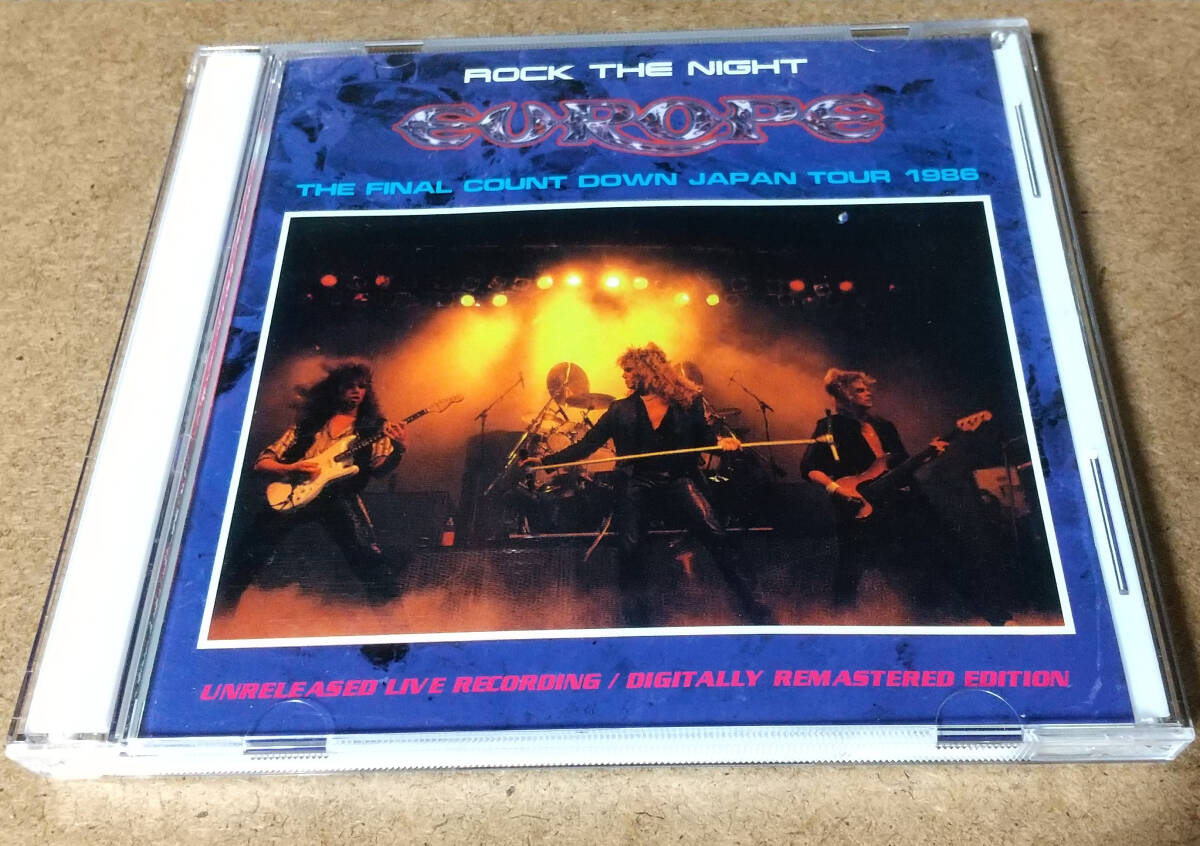 ROCK THE NIGHT
EUROPE
THE FINAL COUNT DOWN JAPAN TOUR 1986
UNRELEASED LIVE RECORDING / DIGITALLY REMASTERED EDITION